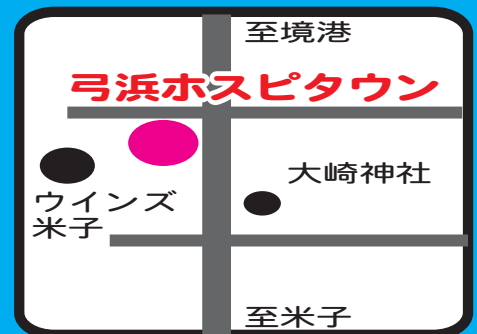 至境港
弓浜ホスピタウン
大崎神社
ウインズ
米子
至米子